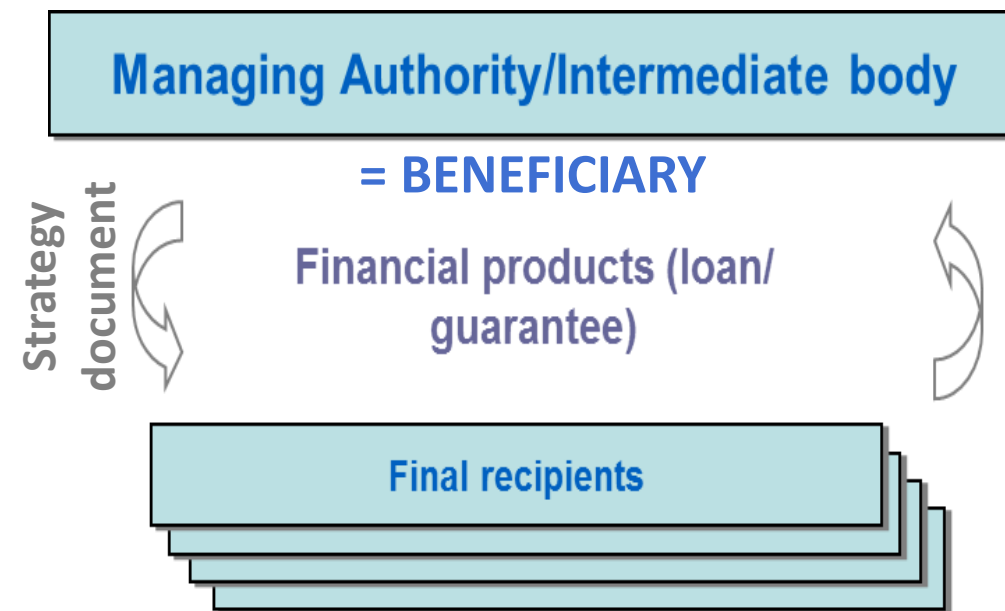 Managing Authority/Intermediate body
= BENEFICIARY
Strategy
document
Financial products (loan/
guarantee)
Final recipients